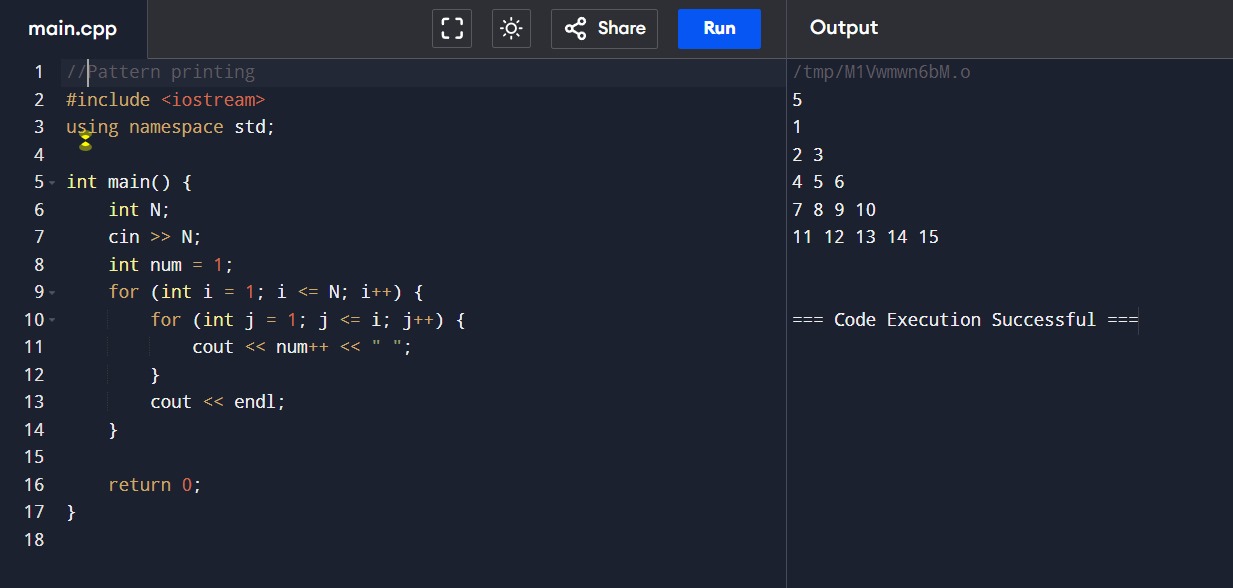 main.cpp
Share
Run
Output
1 //Pattern printing
2 #include <iostream>
3 using namespace std;
4
5 int main() {
6     int N;
7     cin >> N;
8     int num = 1;
9     for (int i = 1; i <= N; i++) {
10         for (int j = 1; j <= i; j++) {
11             cout << num++ << " ";
12         }
13         cout << endl;
14     }
15
16     return 0;
17 }
18
/tmp/M1Vwmwn6bM.o
5
1
2 3
4 5 6
7 8 9 10
11 12 13 14 15
=== Code Execution Successful ===